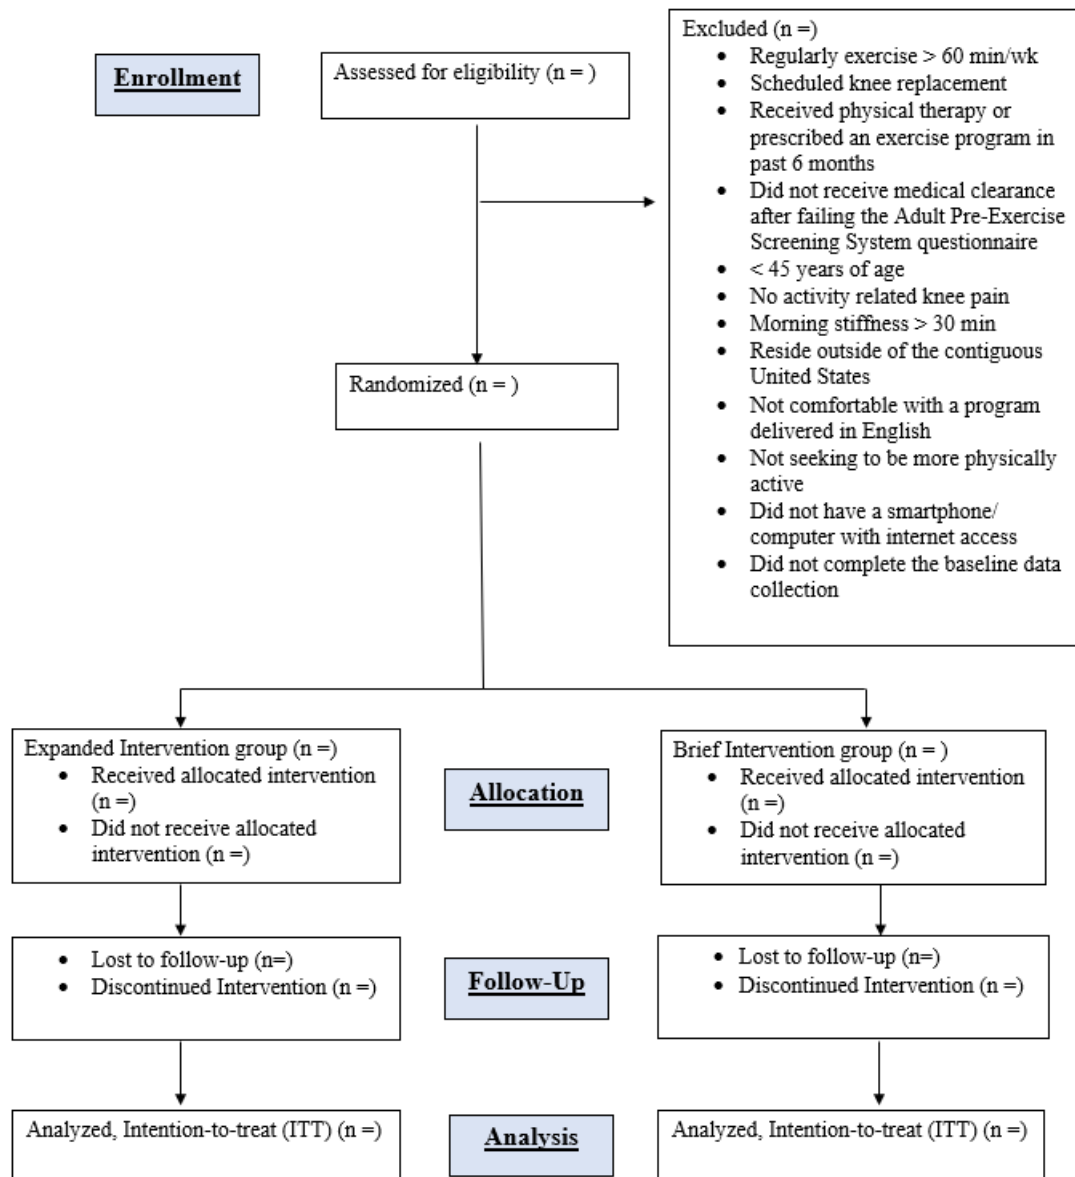 Enrollment
Assessed for eligibility (n = )
Excluded (n =)
• Regularly exercise > 60 min/wk
• Scheduled knee replacement
• Received physical therapy or
prescribed an exercise program in
past 6 months
• Did not receive medical clearance
after failing the Adult Pre-Exercise
Screening System questionnaire
• < 45 years of age
• No activity related knee pain
• Morning stiffness > 30 min
• Reside outside of the contiguous
United States
• Not comfortable with a program
delivered in English
• Not seeking to be more physically
active
• Did not have a smartphone/
computer with internet access
• Did not complete the baseline data
collection
Randomized (n = )
Expanded Intervention group (n =)
• Received allocated intervention
(n =)
• Did not receive allocated
intervention (n =)
Allocation
Brief Intervention group (n = )
• Received allocated intervention
(n =)
• Did not receive allocated
intervention (n =)
• Lost to follow-up (n=)
• Discontinued Intervention (n =)
Follow-Up
• Lost to follow-up (n=)
• Discontinued Intervention (n =)
Analyzed, Intention-to-treat (ITT) (n =)
Analysis
Analyzed, Intention-to-treat (ITT) (n =)